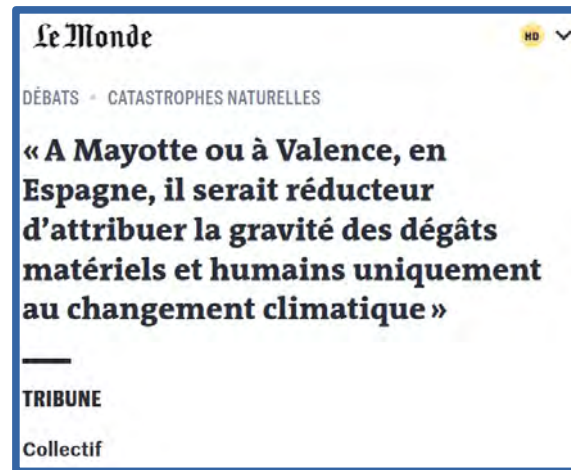 Le Monde
HD
DÉBATS • CATASTROPHES NATURELLES
« A Mayotte ou à Valence, en
Espagne, il serait réducteur
d’attribuer la gravité des dégâts
matériels et humains uniquement
au changement climatique »
TRIBUNE
Collectif